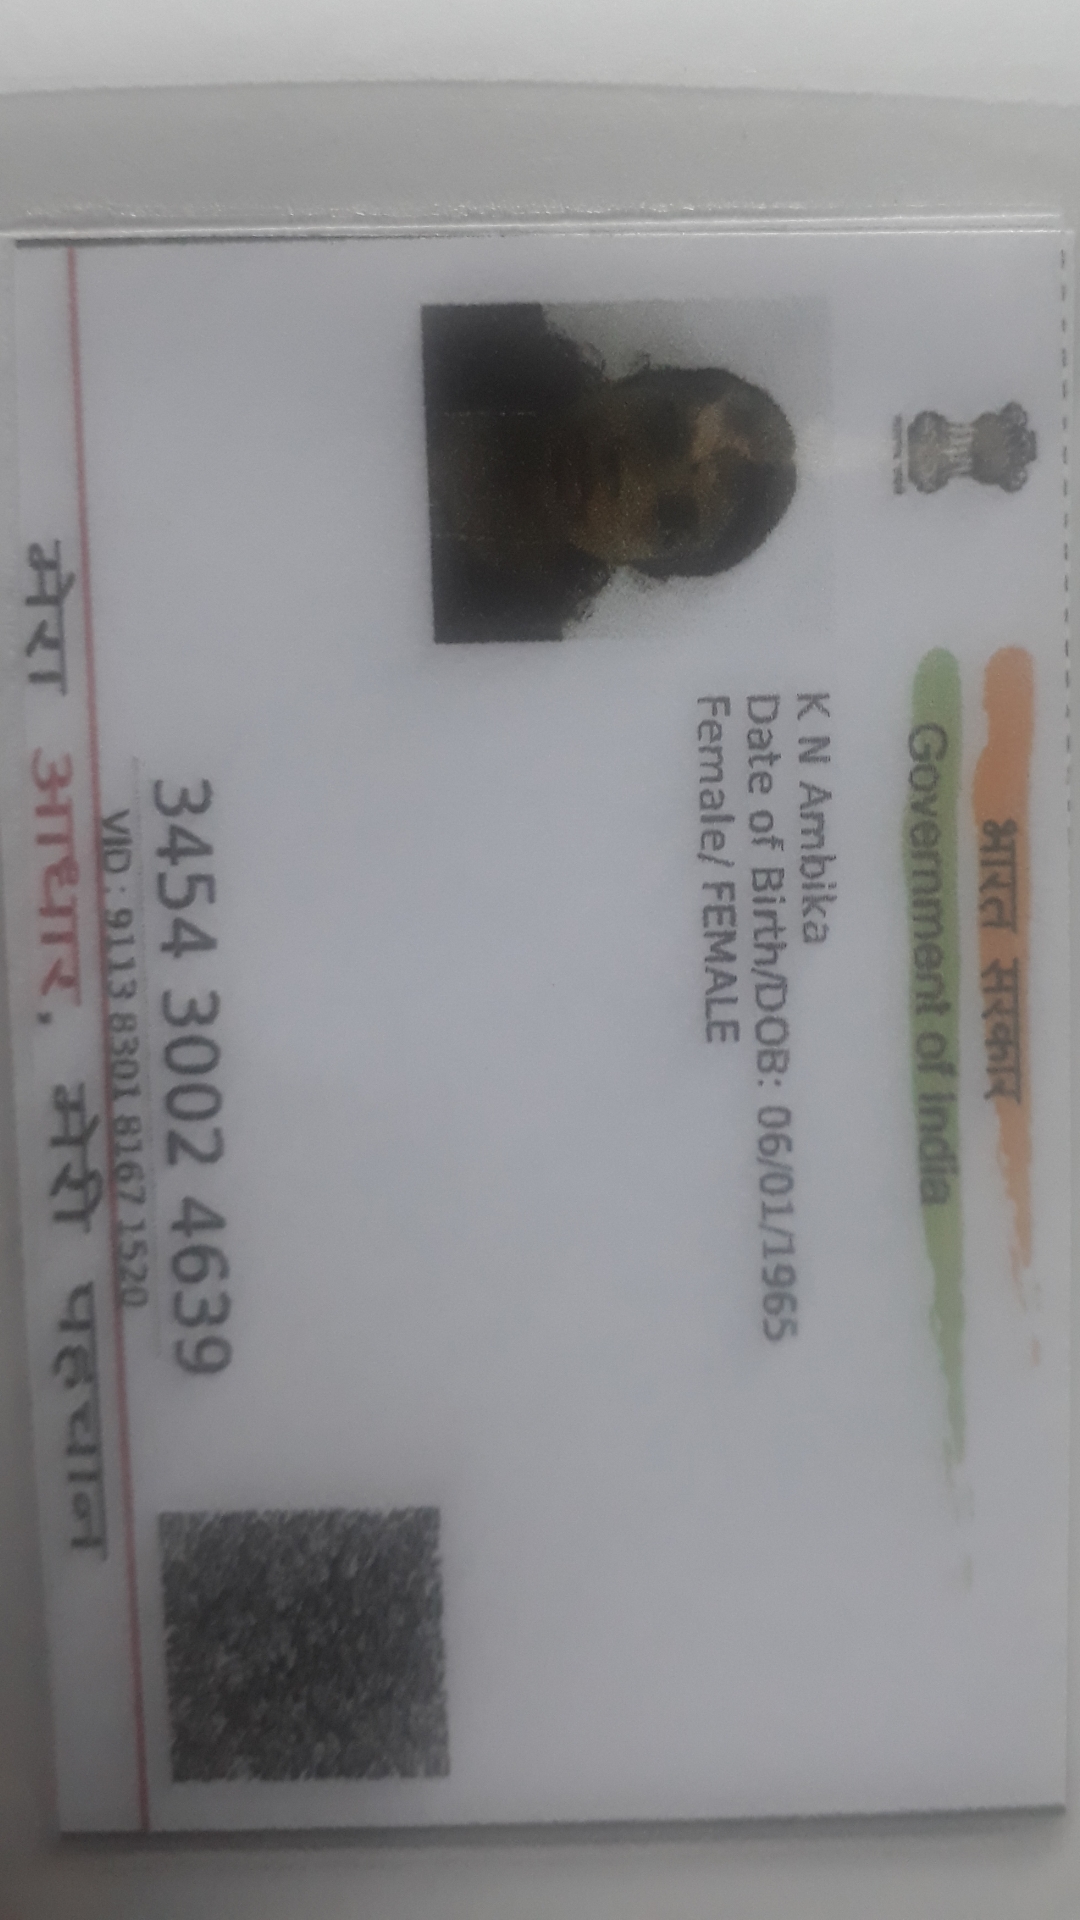 भारत सरकार
Government of India
K N Ambika
Date of Birth/DOB: 06/01/1965
Female/ FEMALE
3454 3002 4639
VID : 9113 8301 8167 1520
मेरा आधार, मेरी पहचान